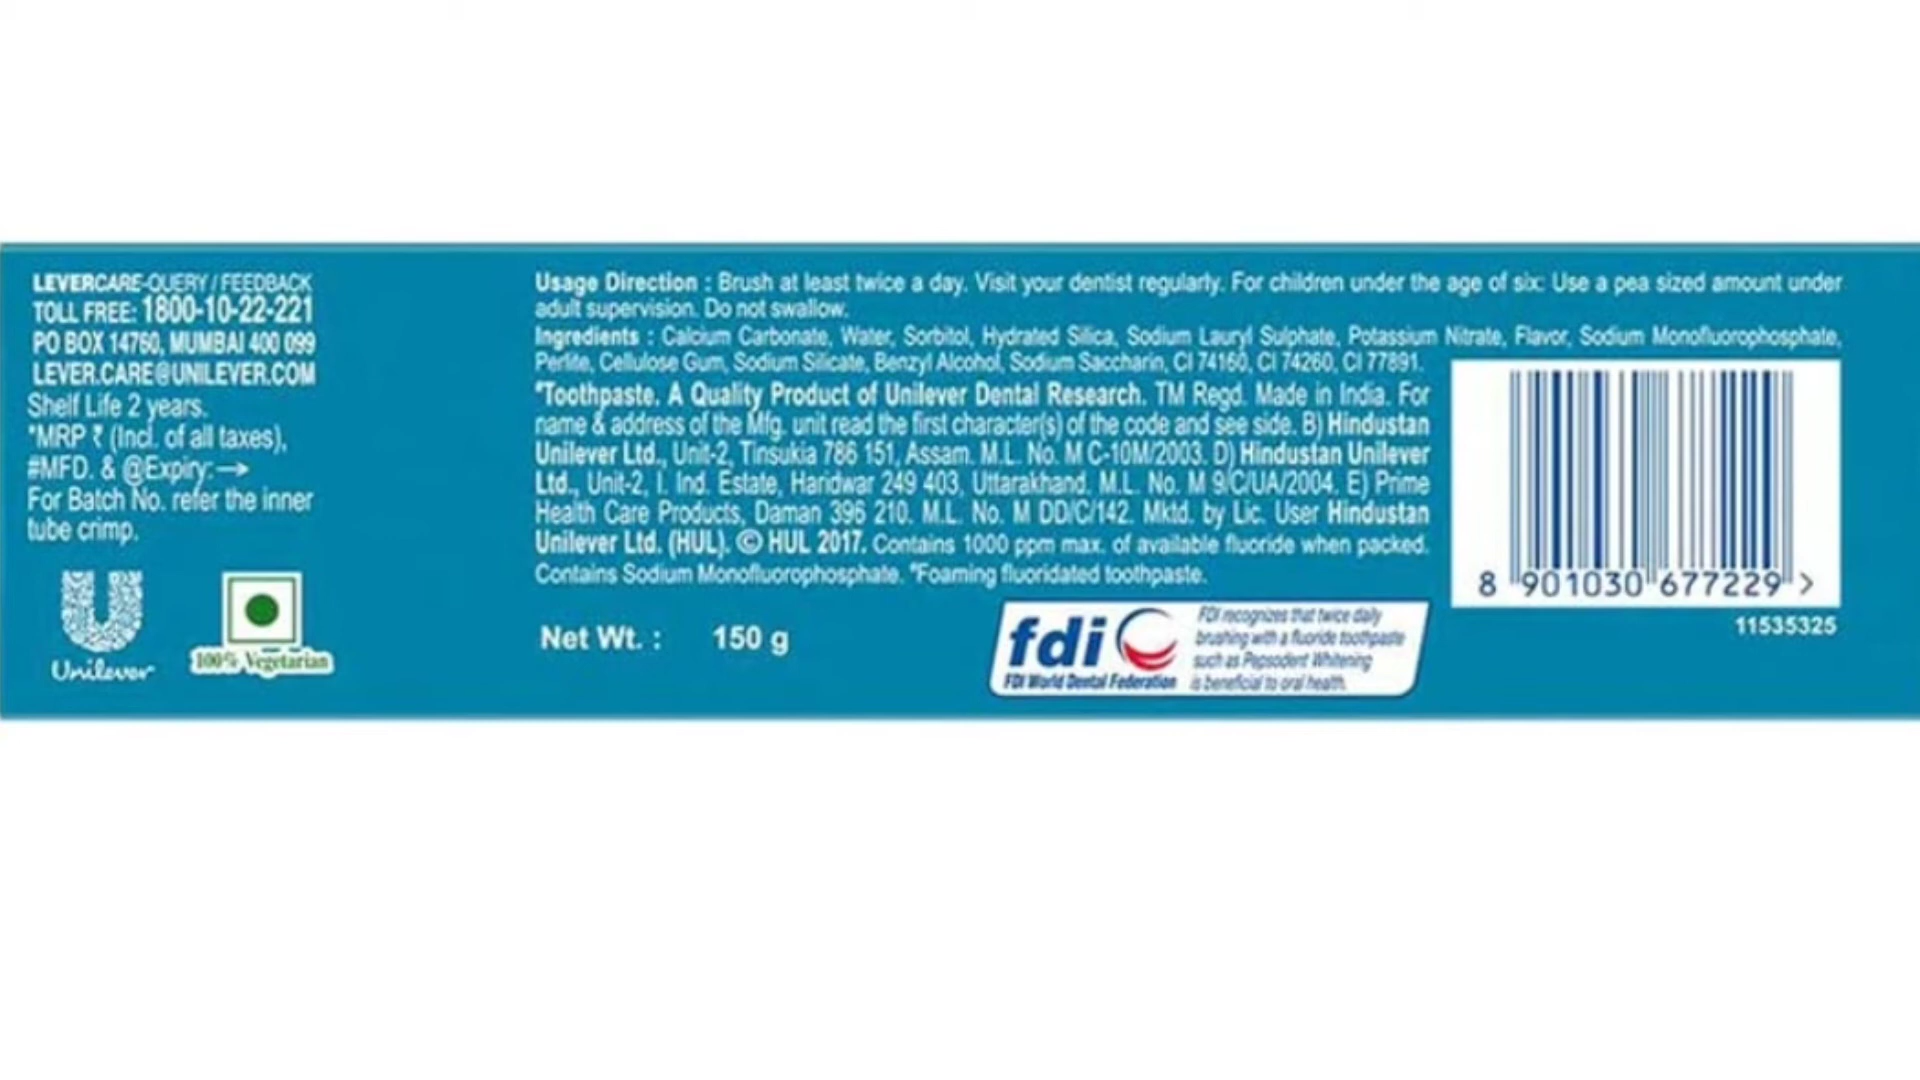 LEVERCARE-QUERY / FEEDBACK
TOLL FREE: 1800-10-22-221
PO BOX 14760, MUMBAI 400 099
LEVER.CARE@UNILEVER.COM
Shelf Life 2 years.
*MRP ₹ (Incl. of all taxes),
#MFD. & @Expiry:→
For Batch No. refer the inner
tube crimp.
Unilever
100% Vegetarian
Usage Direction : Brush at least twice a day. Visit your dentist regularly. For children under the age of six: Use a pea sized amount under
adult supervision. Do not swallow.
Ingredients : Calcium Carbonate, Water, Sorbitol, Hydrated Silica, Sodium Lauryl Sulphate, Potassium Nitrate, Flavor, Sodium Monofluorophosphate,
Perlite, Cellulose Gum, Sodium Silicate, Benzyl Alcohol, Sodium Saccharin, CI 74160, CI 74260, CI 77891.
"Toothpaste. A Quality Product of Unilever Dental Research. TM Regd. Made in India. For
name & address of the Mfg. unit read the first character(s) of the code and see side. B) Hindustan
Unilever Ltd., Unit-2, Tinsukia 786 151, Assam. M.L. No. M C-10M/2003. D) Hindustan Unilever
Ltd., Unit-2, I. Ind. Estate, Haridwar 249 403, Uttarakhand. M.L. No. M 9/C/UA/2004. E) Prime
Health Care Products, Daman 396 210. M.L. No. M DD/C/142. Mktd. by Lic. User Hindustan
Unilever Ltd. (HUL). © HUL 2017. Contains 1000 ppm max. of available fluoride when packed.
Contains Sodium Monofluorophosphate. "Foaming fluoridated toothpaste.
Net Wt. : 150 g
fdi
FDI World Dental Federation
FDI recognizes that twice daily
brushing with a fluoride toothpaste
such as Pepsodent Whitening
is beneficial to oral health.
8 901030 677229 >
11535325